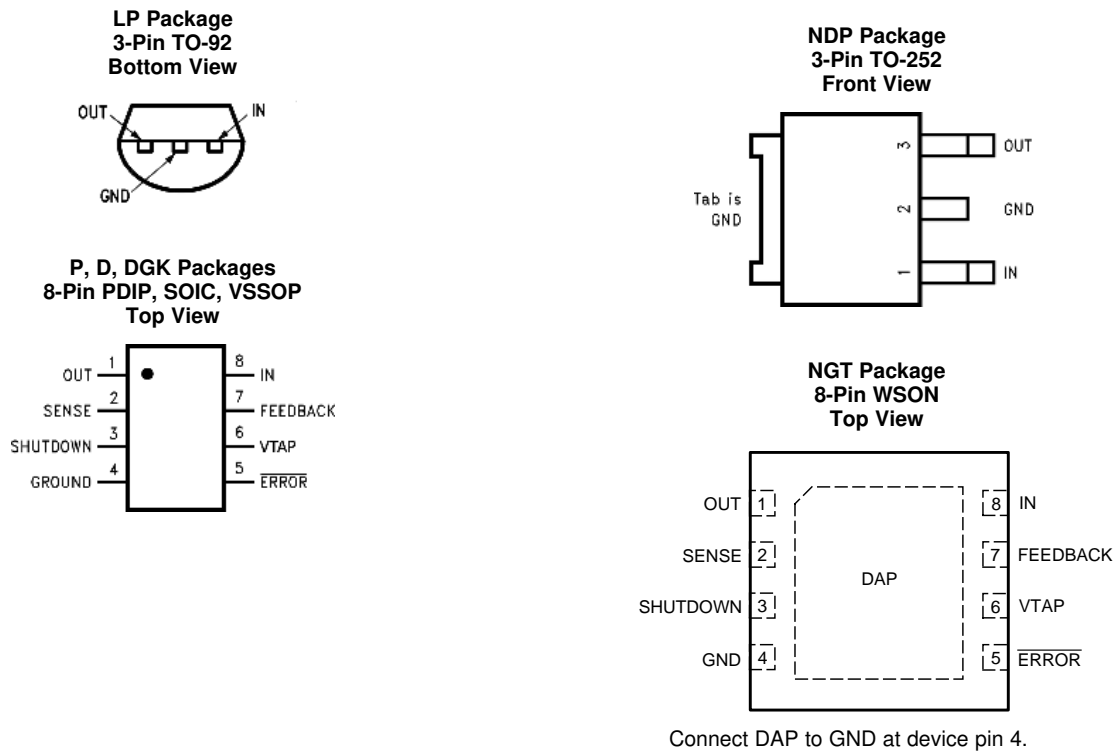 LP Package
3-Pin TO-92
Bottom View
OUT
IN
GND
NDP Package
3-Pin TO-252
Front View
Tab is
GND
3
OUT
2
GND
1
IN
P, D, DGK Packages
8-Pin PDIP, SOIC, VSSOP
Top View
OUT 1
8 IN
SENSE 2
7 FEEDBACK
SHUTDOWN 3
6 VTAP
GROUND 4
5 ERROR
NGT Package
8-Pin WSON
Top View
OUT 1
8 IN
SENSE 2
7 FEEDBACK
DAP
SHUTDOWN 3
6 VTAP
GND 4
5 ERROR
Connect DAP to GND at device pin 4.